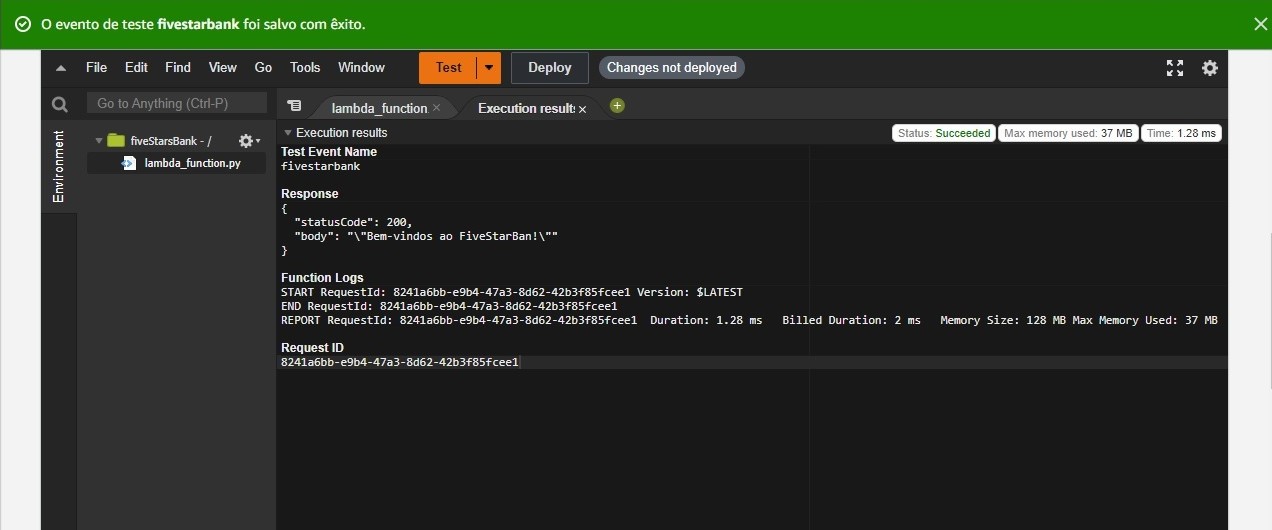 O evento de teste fivestarbank foi salvo com êxito.
File Edit Find View Go Tools Window Test Deploy Changes not deployed
Go to Anything (Ctrl-P)
lambda_function
Execution results
Environment
fiveStarsBank - /
lambda_function.py
Execution results
Status: Succeeded Max memory used: 37 MB Time: 1.28 ms
Test Event Name
fivestarbank
Response
{
"statusCode": 200,
"body": "\"Bem-vindos ao FiveStarBan!\""
}
Function Logs
START RequestId: 8241a6bb-e9b4-47a3-8d62-42b3f85fcee1 Version: $LATEST
END RequestId: 8241a6bb-e9b4-47a3-8d62-42b3f85fcee1
REPORT RequestId: 8241a6bb-e9b4-47a3-8d62-42b3f85fcee1 Duration: 1.28 ms Billed Duration: 2 ms Memory Size: 128 MB Max Memory Used: 37 MB
Request ID
8241a6bb-e9b4-47a3-8d62-42b3f85fcee1